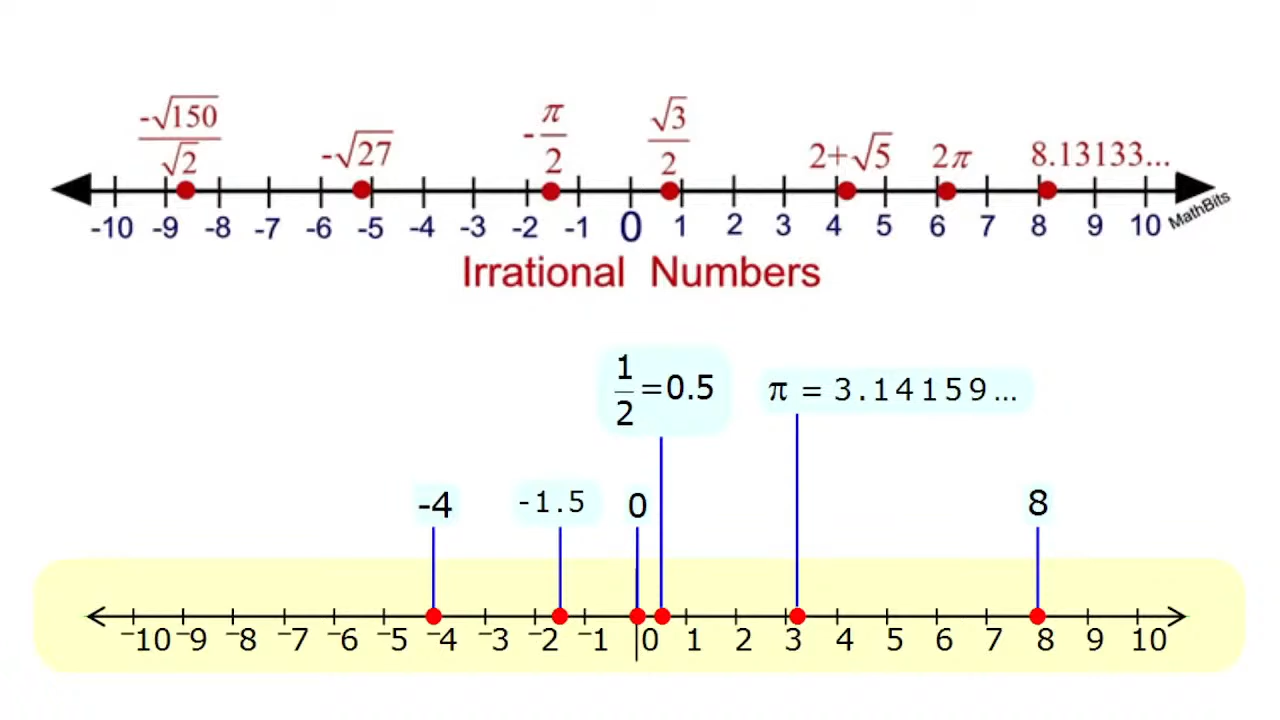 -√150/√2 -√27 -π/2 √3/2 2+√5 2π 8.13133...
-10 -9 -8 -7 -6 -5 -4 -3 -2 -1 0 1 2 3 4 5 6 7 8 9 10 MathBits
Irrational Numbers
1/2=0.5 π = 3.14159...
-4 -1.5 0 8
-10 -9 -8 -7 -6 -5 -4 -3 -2 -1 0 1 2 3 4 5 6 7 8 9 10